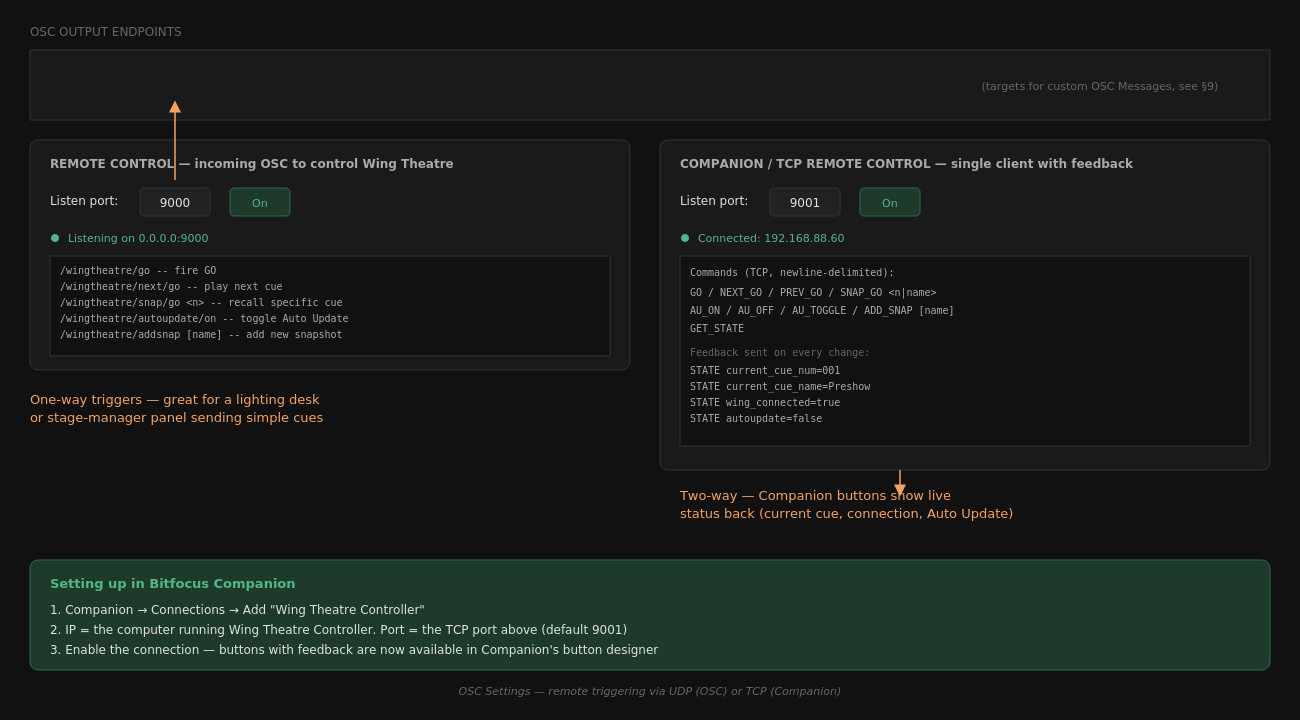 OSC OUTPUT ENDPOINTS
(targets for custom OSC Messages, see §9)
REMOTE CONTROL — incoming OSC to control Wing Theatre
Listen port:
9000
On
Listening on 0.0.0.0:9000
/wingtheatre/go -- fire GO
/wingtheatre/next/go -- play next cue
/wingtheatre/snap/go <n> -- recall specific cue
/wingtheatre/autoupdate/on -- toggle Auto Update
/wingtheatre/addsnap [name] -- add new snapshot
One-way triggers — great for a lighting desk
or stage-manager panel sending simple cues
COMPANION / TCP REMOTE CONTROL — single client with feedback
Listen port:
9001
On
Connected: 192.168.88.60
Commands (TCP, newline-delimited):
GO / NEXT_GO / PREV_GO / SNAP_GO <n|name>
AU_ON / AU_OFF / AU_TOGGLE / ADD_SNAP [name]
GET_STATE
Feedback sent on every change:
STATE current_cue_num=001
STATE current_cue_name=Preshow
STATE wing_connected=true
STATE autoupdate=false
Two-way — Companion buttons show live
status back (current cue, connection, Auto Update)
Setting up in Bitfocus Companion
1. Companion → Connections → Add "Wing Theatre Controller"
2. IP = the computer running Wing Theatre Controller. Port = the TCP port above (default 9001)
3. Enable the connection — buttons with feedback are now available in Companion's button designer
OSC Settings — remote triggering via UDP (OSC) or TCP (Companion)